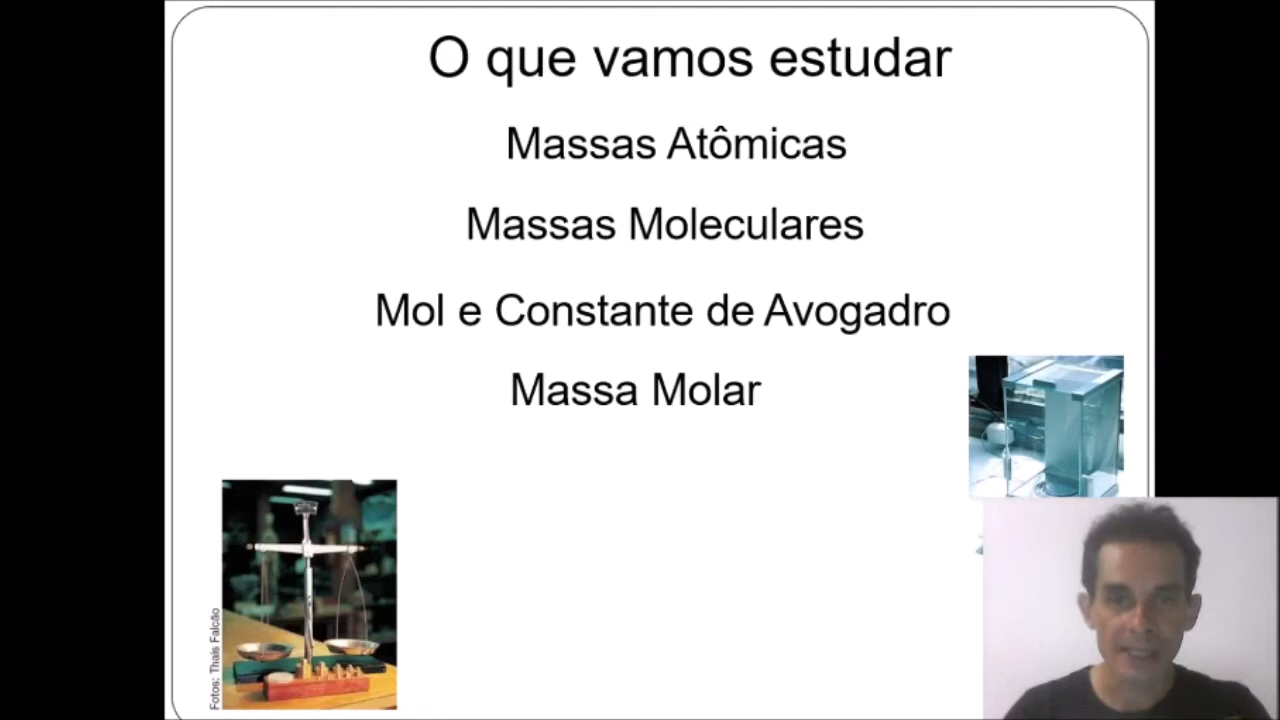 O que vamos estudar
Massas Atômicas
Massas Moleculares
Mol e Constante de Avogadro
Massa Molar
Fotos: Thais Falcão